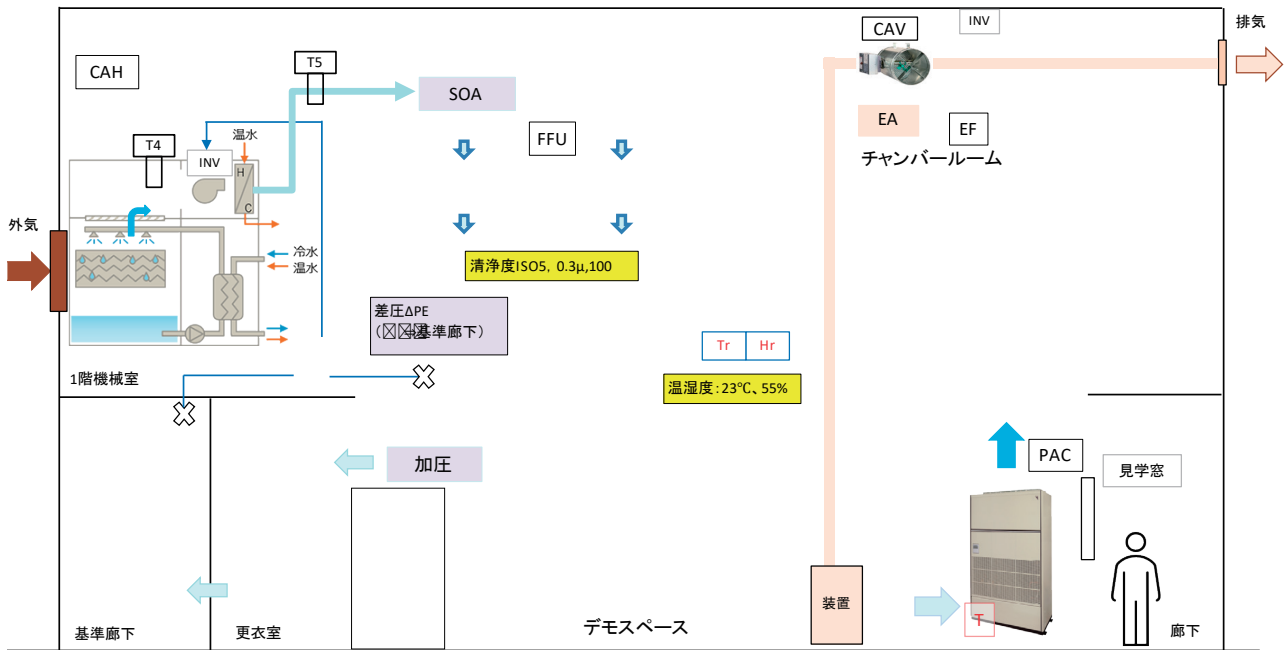 排気
INV
CAV
T5
CAH
SOA
EA
EF
FFU
チャンバールーム
温水
T4
INV
H
C
外気
冷水
温水
清浄度ISO5, 0.3μ,100
差圧ΔPE
(基準廊下)
Tr
Hr
1階機械室
温湿度:23℃、55%
加圧
PAC
見学窓
装置
T
基準廊下
更衣室
デモスペース
廊下